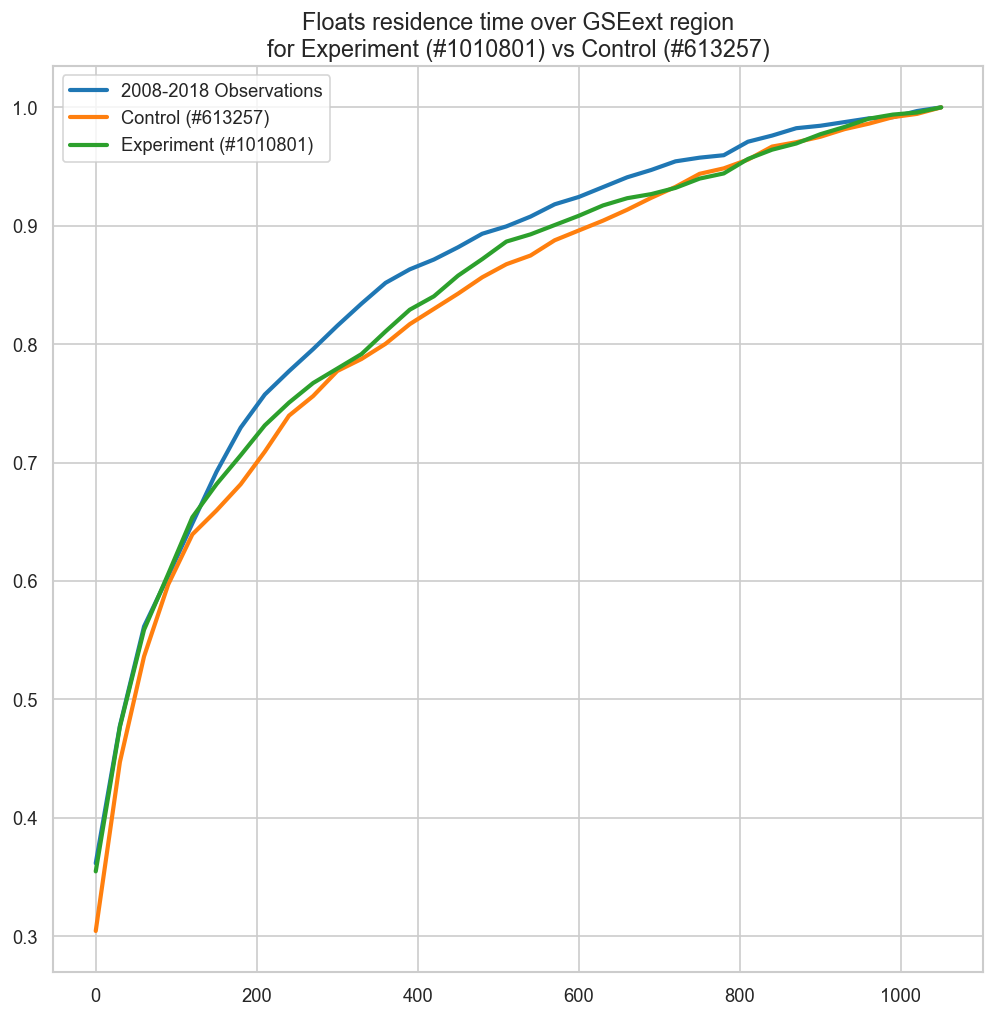 Floats residence time over GSEext region
for Experiment (#1010801) vs Control (#613257)
2008-2018 Observations
Control (#613257)
Experiment (#1010801)
1.0
0.9
0.8
0.7
0.6
0.5
0.4
0.3
0
200
400
600
800
1000